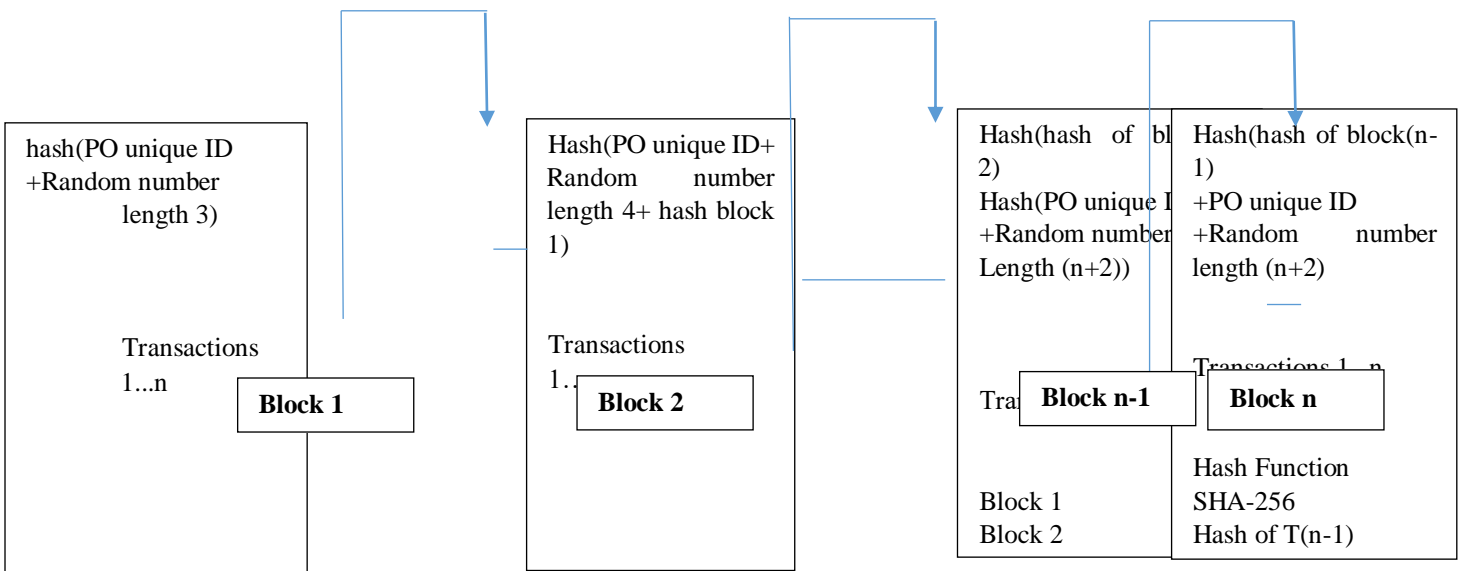 hash(PO unique ID
+Random number
length 3)
Transactions
1...n
Block 1
Hash(PO unique ID+
Random number
length 4+ hash block
1)
Transactions
1..
Block 2
Hash(hash of
2)
Hash(PO unique
+Random number
Length (n+2))
Block n-1
Block 1
Block 2
Hash(hash of block(n-
1)
+PO unique ID
+Random number
length (n+2)
Transactions 1...n
Block n
Hash Function
SHA-256
Hash of T(n-1)